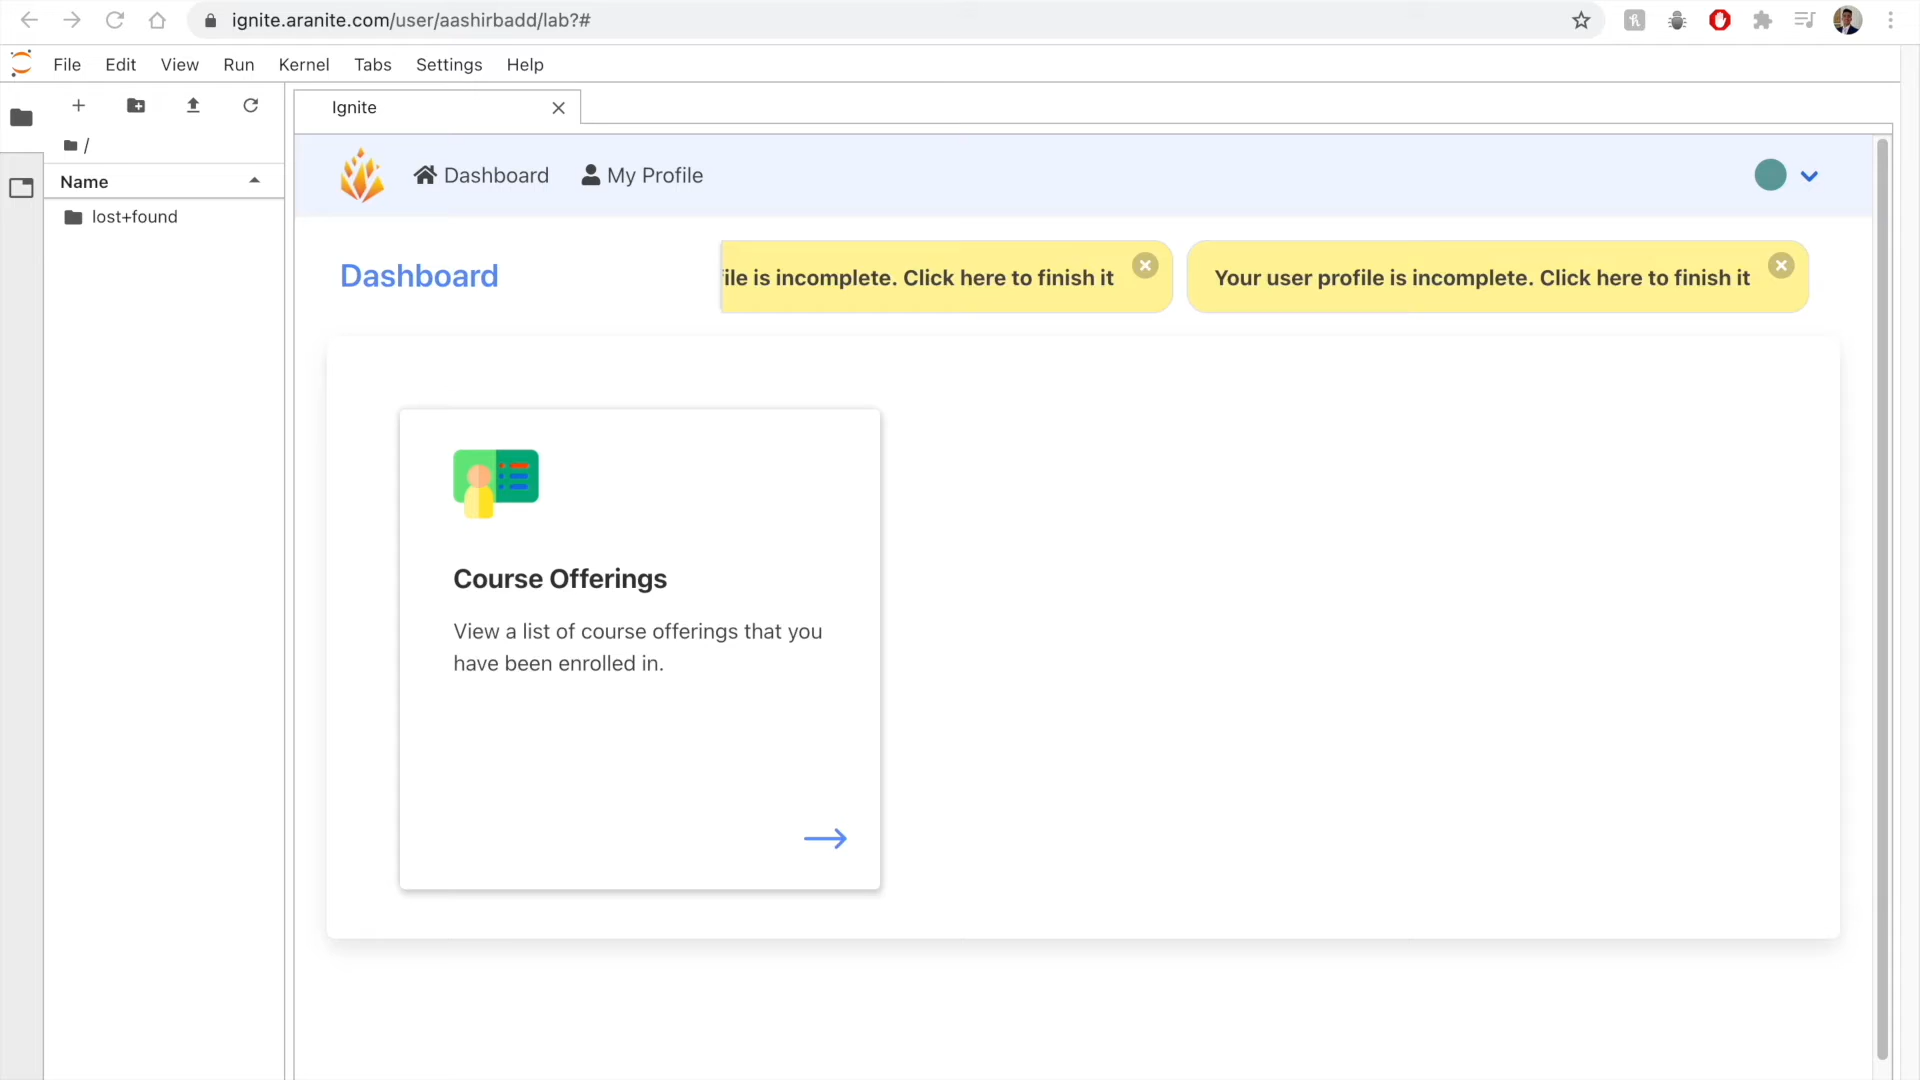 ignite.aranite.com/user/aashirbadd/lab?#
File Edit View Run Kernel Tabs Settings Help
Ignite
/
Name
lost+found
Dashboard My Profile
Dashboard
is incomplete. Click here to finish it
Your user profile is incomplete. Click here to finish it
Course Offerings
View a list of course offerings that you
have been enrolled in.